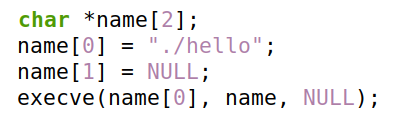 char *name[2];
name[0] = "./hello";
name[1] = NULL;
execve(name[0], name, NULL);